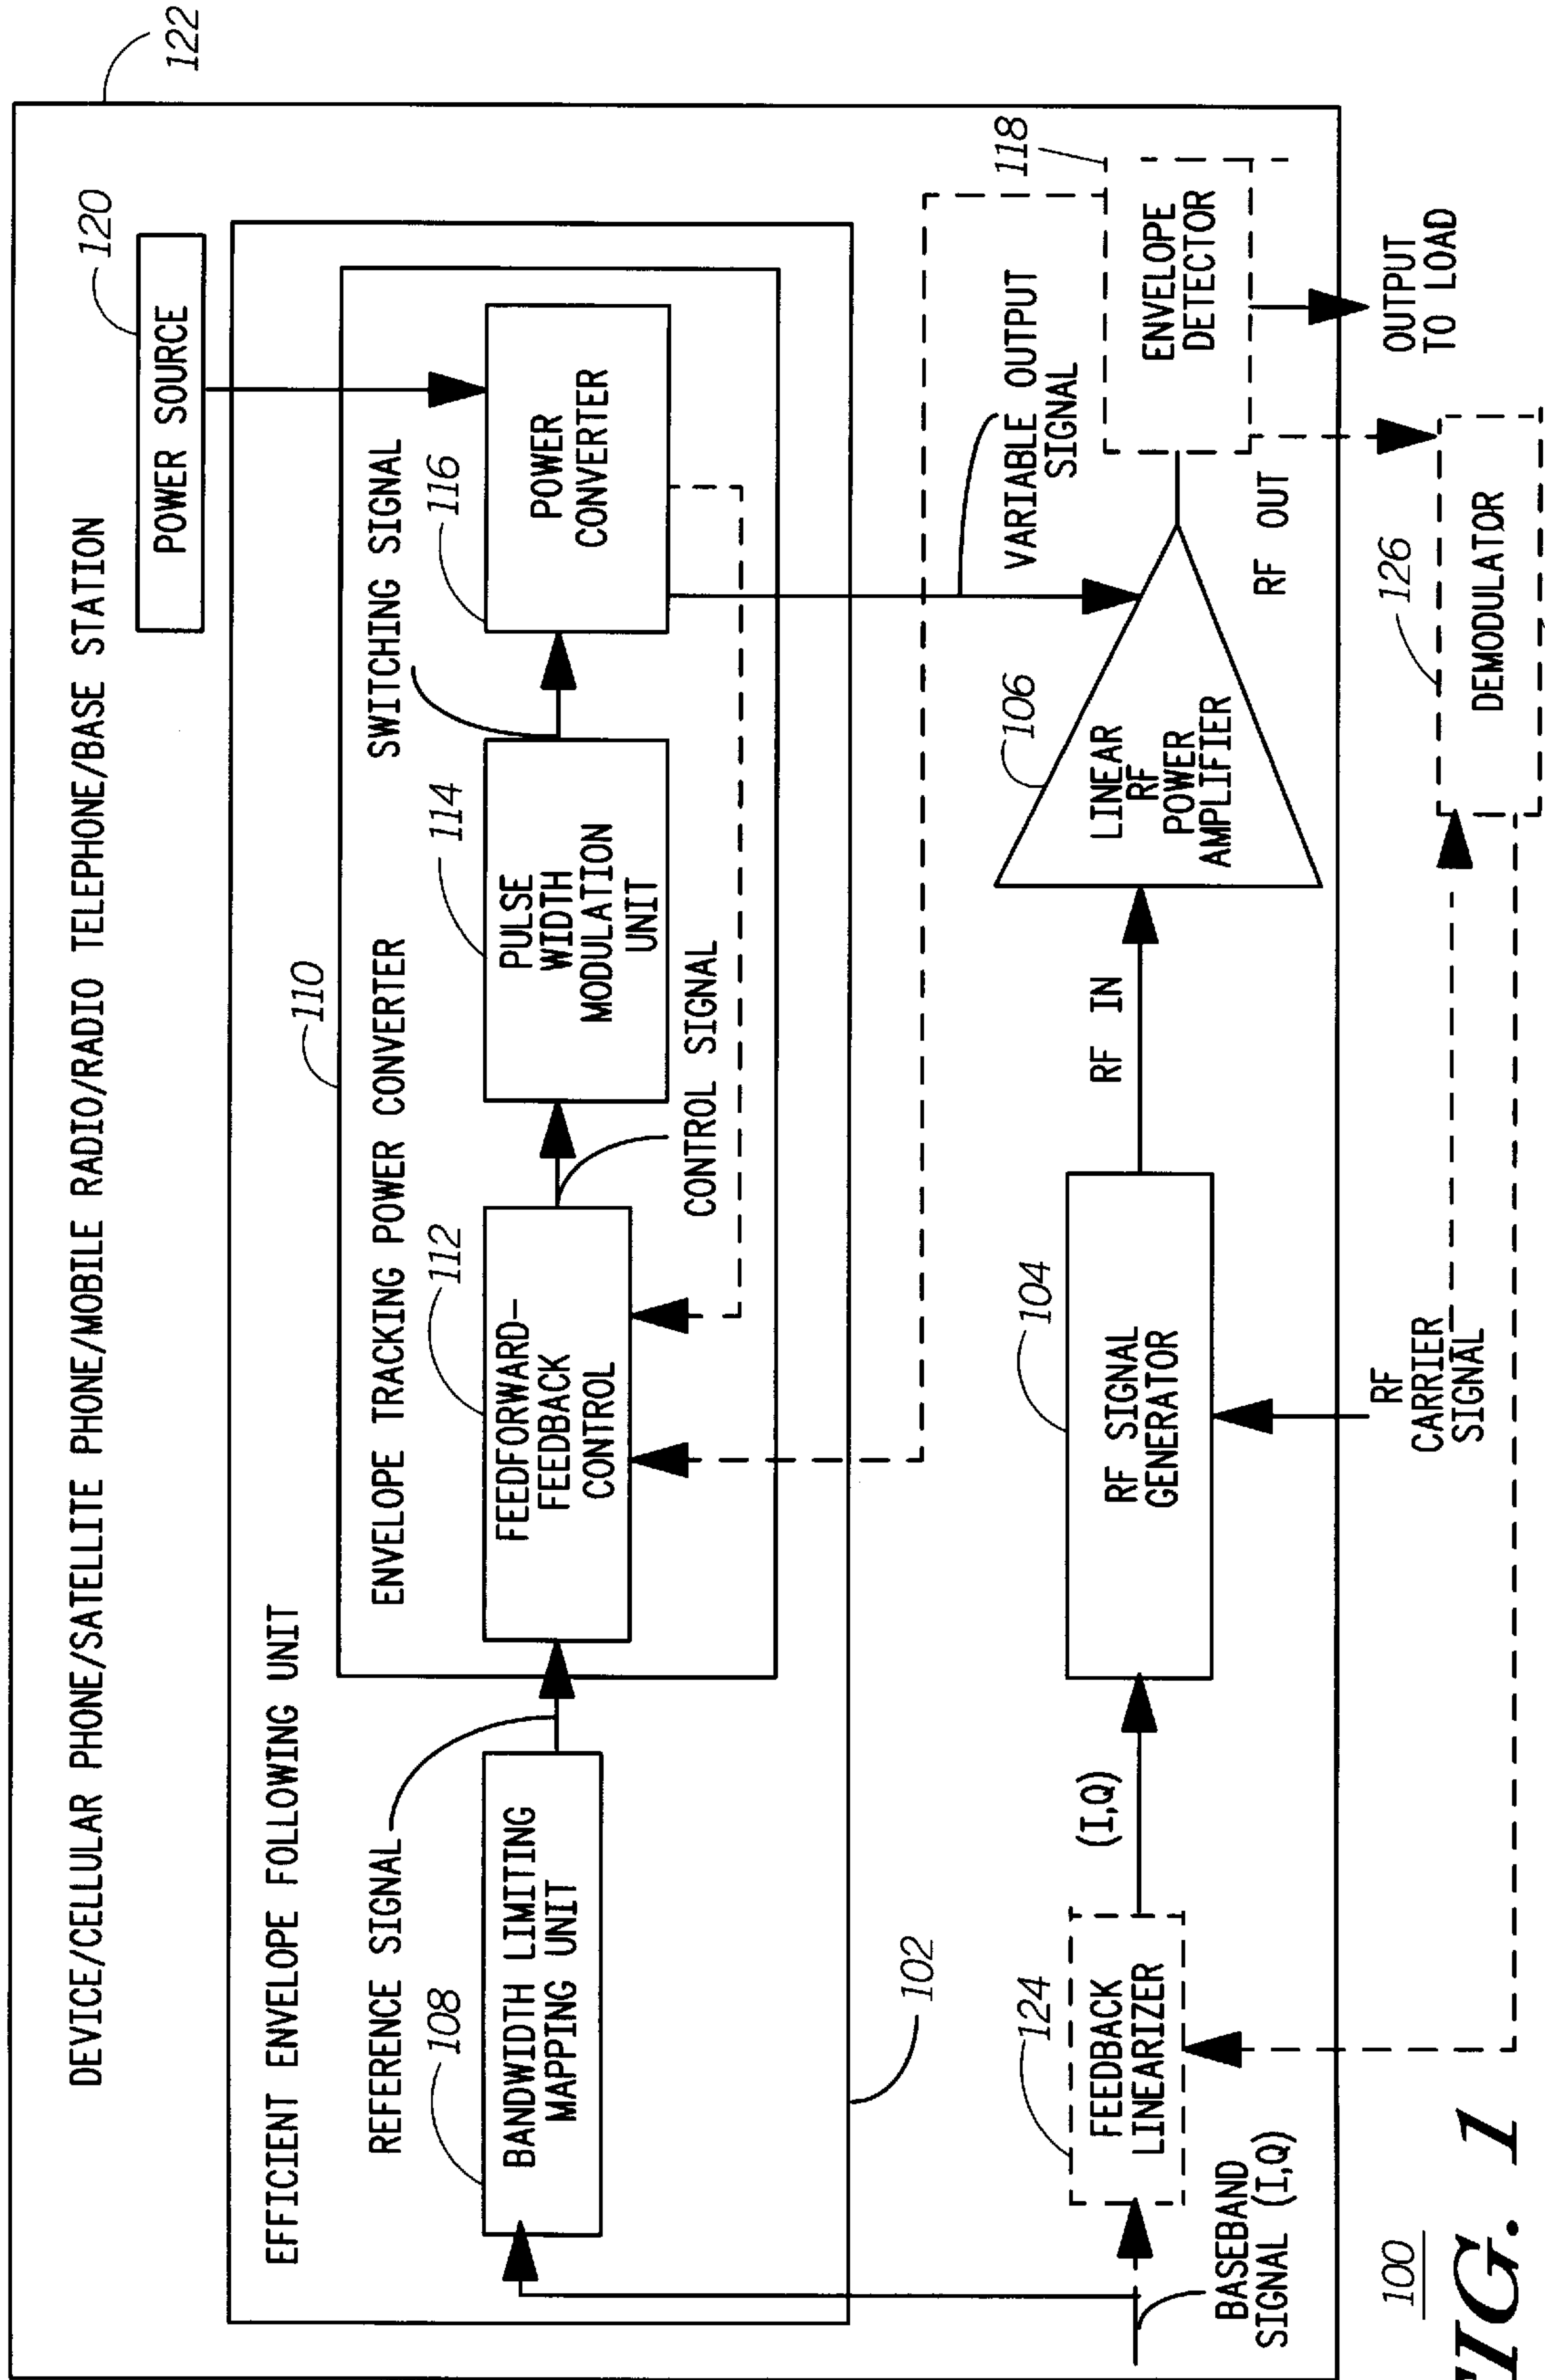 DEVICE/CELLULAR PHONE/SATELLITE PHONE/MOBILE RADIO/RADIO TELEPHONE/BASE STATION
122
120
POWER SOURCE
EFFICIENT ENVELOPE FOLLOWING UNIT
110
ENVELOPE TRACKING POWER CONVERTER
REFERENCE SIGNAL
SWITCHING SIGNAL
108
BANDWIDTH LIMITING
MAPPING UNIT
112
FEEDFORWARD-
FEEDBACK
CONTROL
114
PULSE
WIDTH
MODULATION
UNIT
116
POWER
CONVERTER
CONTROL SIGNAL
102
VARIABLE OUTPUT
SIGNAL
118
ENVELOPE
DETECTOR
124
FEEDBACK
LINEARIZER
(I,Q)
104
RF SIGNAL
GENERATOR
RF IN
106
LINEAR
RF
POWER
AMPLIFIER
RF OUT
BASEBAND
SIGNAL (I,Q)
RF
CARRIER
SIGNAL
126
DEMODULATOR
OUTPUT
TO LOAD
100
FIG. 1